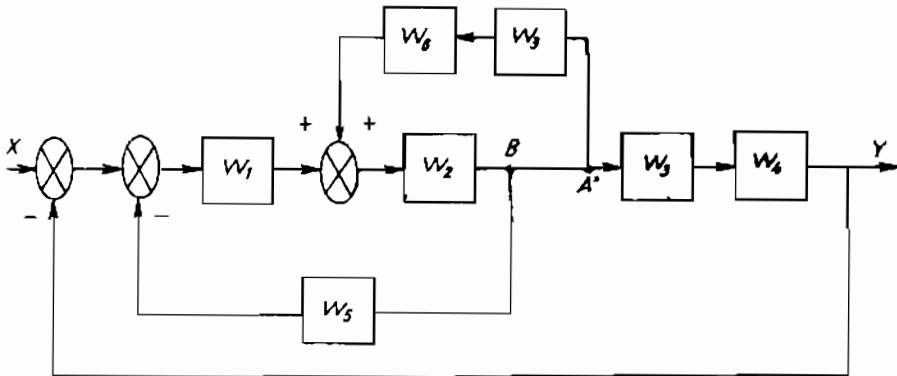 W₆ W₃
+ +
X W₁ W₂ B A* W₃ W₄ Y
− −
W₅